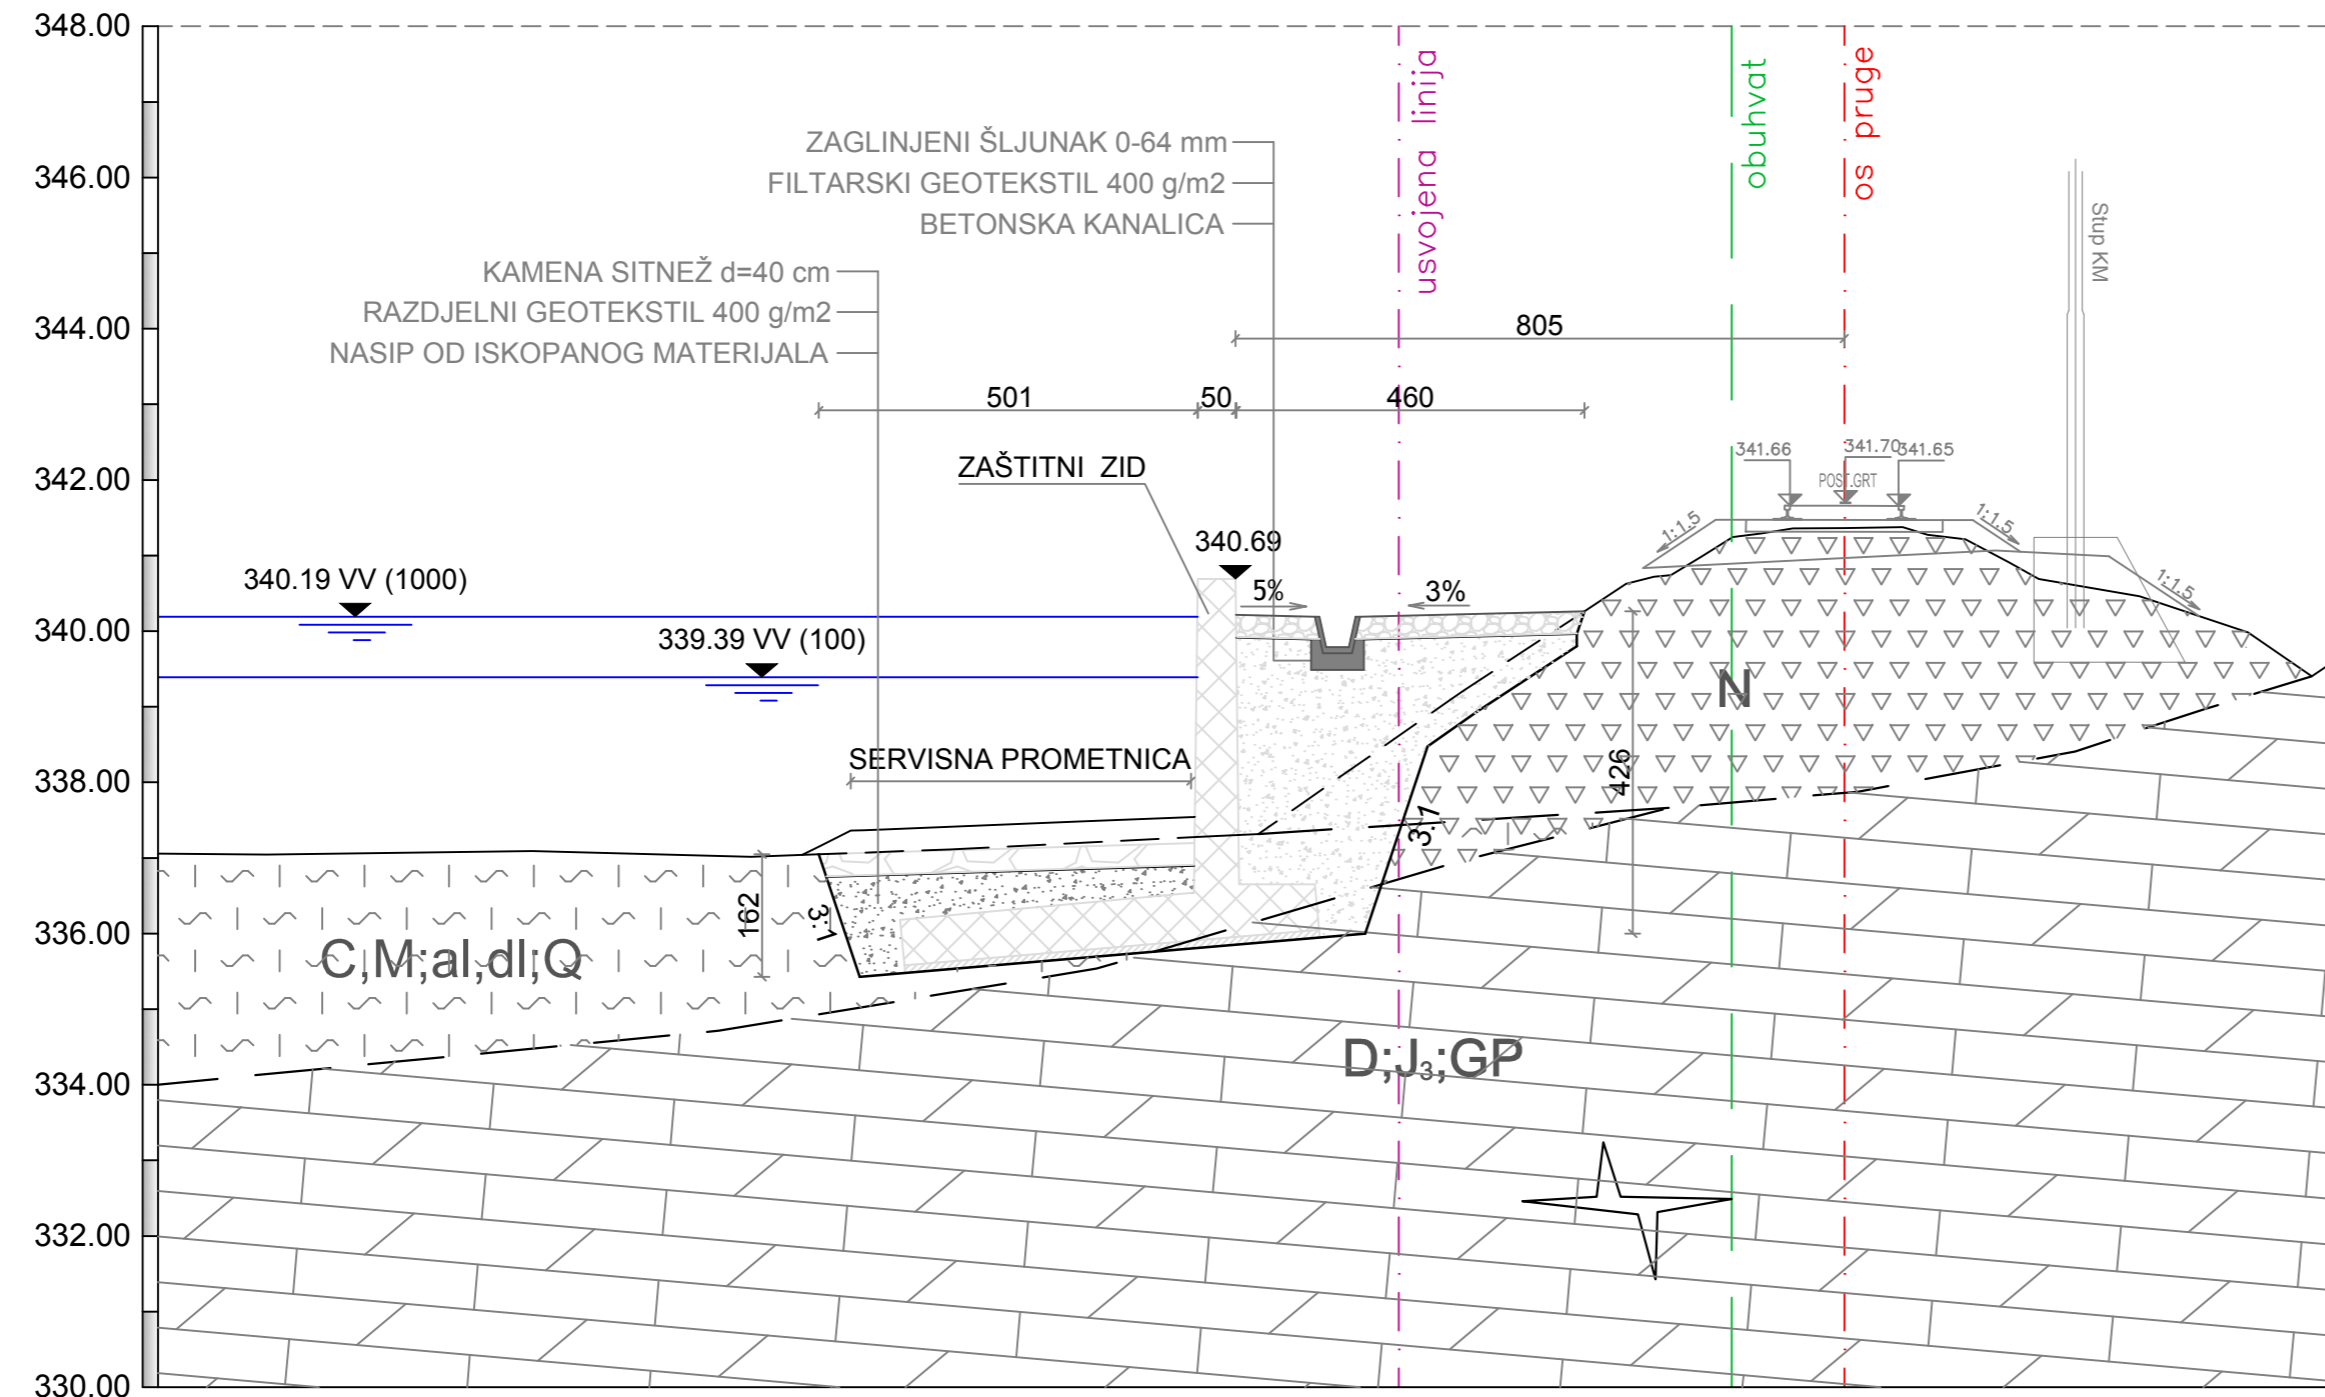 348.00
346.00
344.00
342.00
340.00
338.00
336.00
334.00
332.00
330.00
usvojena linija
obuhvat
os pruge
Stup KM
ZAGLINJENI ŠLJUNAK 0-64 mm
FILTARSKI GEOTEKSTIL 400 g/m2
BETONSKA KANALICA
KAMENA SITNEŽ d=40 cm
RAZDJELNI GEOTEKSTIL 400 g/m2
NASIP OD ISKOPANOG MATERIJALA
805
501
50
460
ZAŠTITNI ZID
341.66
341.70
341.65
POST.GRT
1:1.5
1:1.5
1:1.5
340.69
5%
3%
340.19 VV (1000)
339.39 VV (100)
SERVISNA PROMETNICA
N
426
3:1
162
3:1
C,M;al,dl;Q
D;J₃;GP